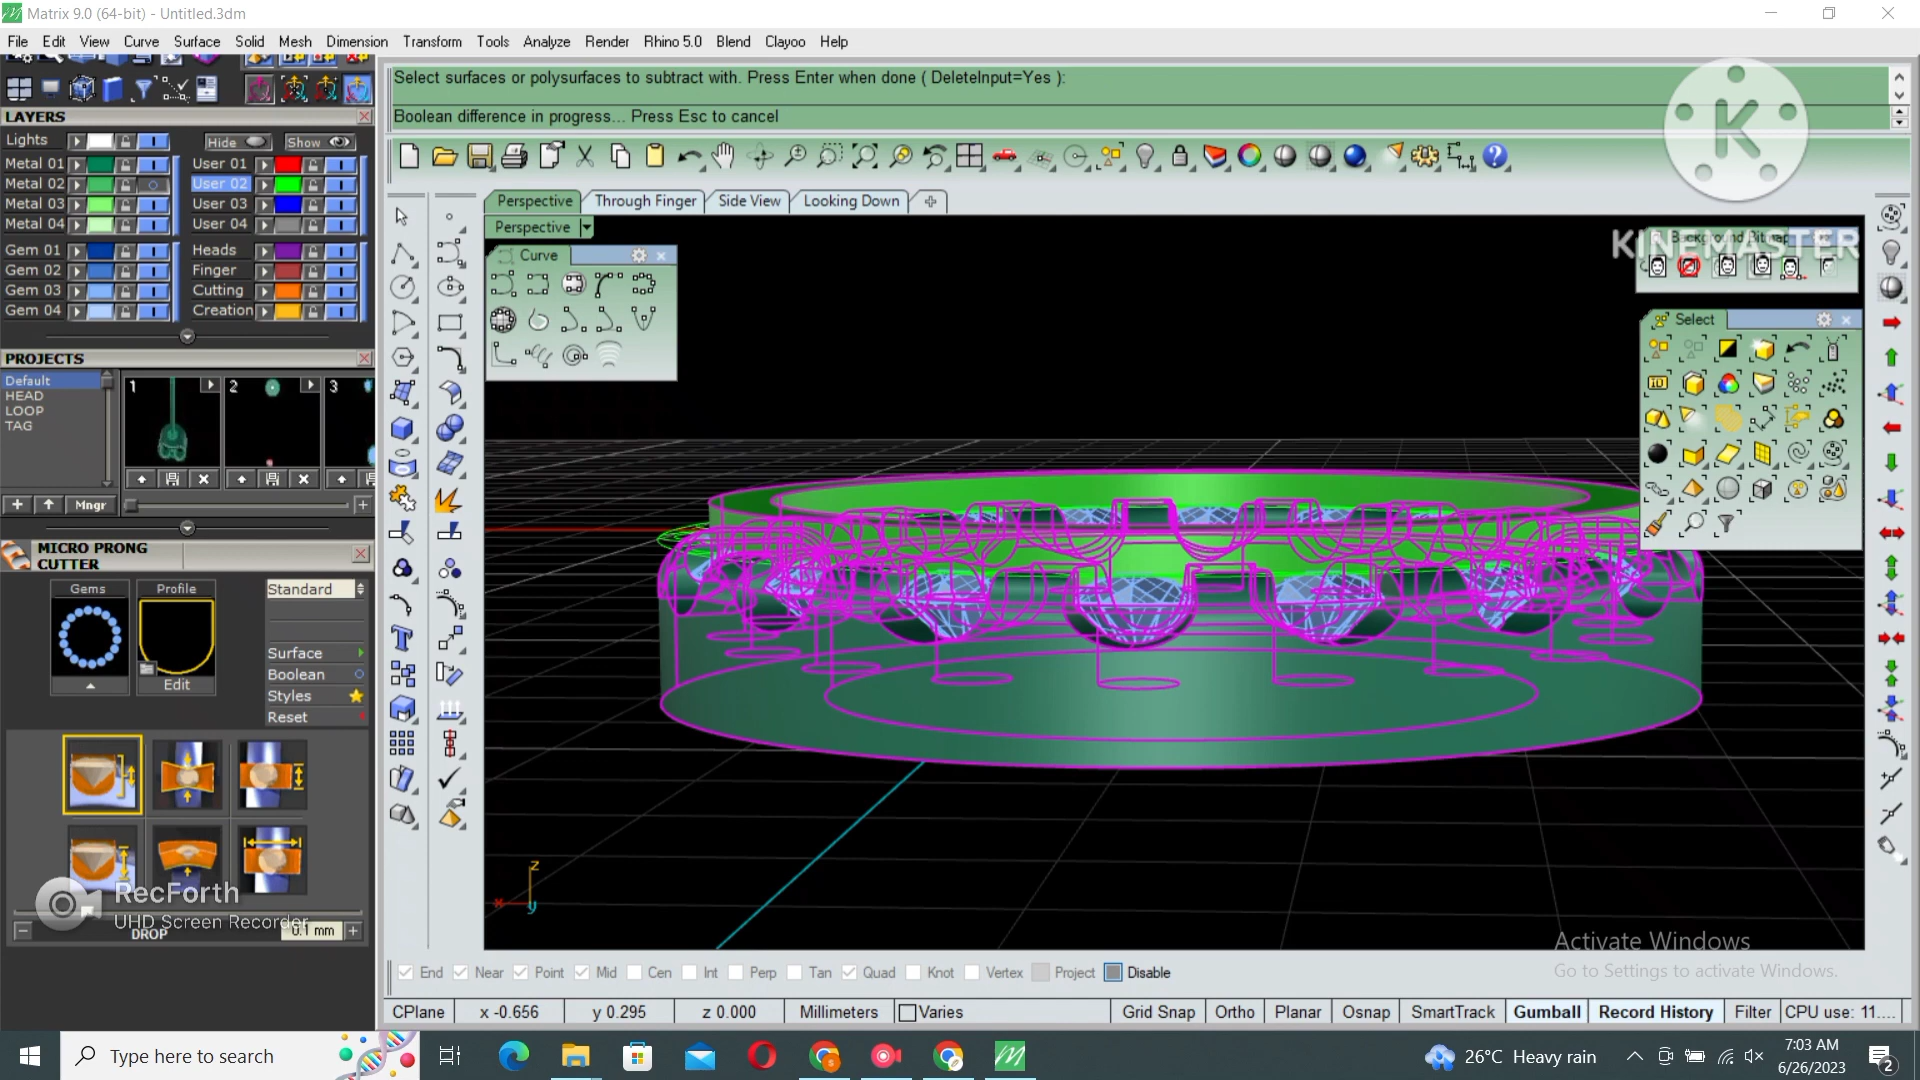 Matrix 9.0 (64-bit) - Untitled.3dm
File Edit View Curve Surface Solid Mesh Dimension Transform Tools Analyze Render Rhino 5.0 Blend Clayoo Help
Select surfaces or polysurfaces to subtract with. Press Enter when done ( DeleteInput=Yes ):
Boolean difference in progress... Press Esc to cancel
K
LAYERS
Lights Hide Show
Metal 01 User 01
Metal 02 User 02
Metal 03 User 03
Metal 04 User 04
Gem 01 Heads
Gem 02 Finger
Gem 03 Cutting
Gem 04 Creation
Perspective Through Finger Side View Looking Down
Perspective
Curve
Background Bitmap
KINEMASTER
Select
PROJECTS
Default
HEAD
LOOP
TAG
1 2 3
Mngr
MICRO PRONG
CUTTER
Gems Profile Standard
Surface
Boolean
Edit
Styles
Reset
RecForth
UHD Screen Recorder
DROP
0.1 mm
z
x
y
Activate Windows
Go to Settings to activate Windows.
End Near Point Mid Cen Int Perp Tan Quad Knot Vertex Project Disable
CPlane x -0.656 y 0.295 z 0.000 Millimeters Varies Grid Snap Ortho Planar Osnap SmartTrack Gumball Record History Filter CPU use: 11....
Type here to search
26°C Heavy rain
7:03 AM
6/26/2023
2